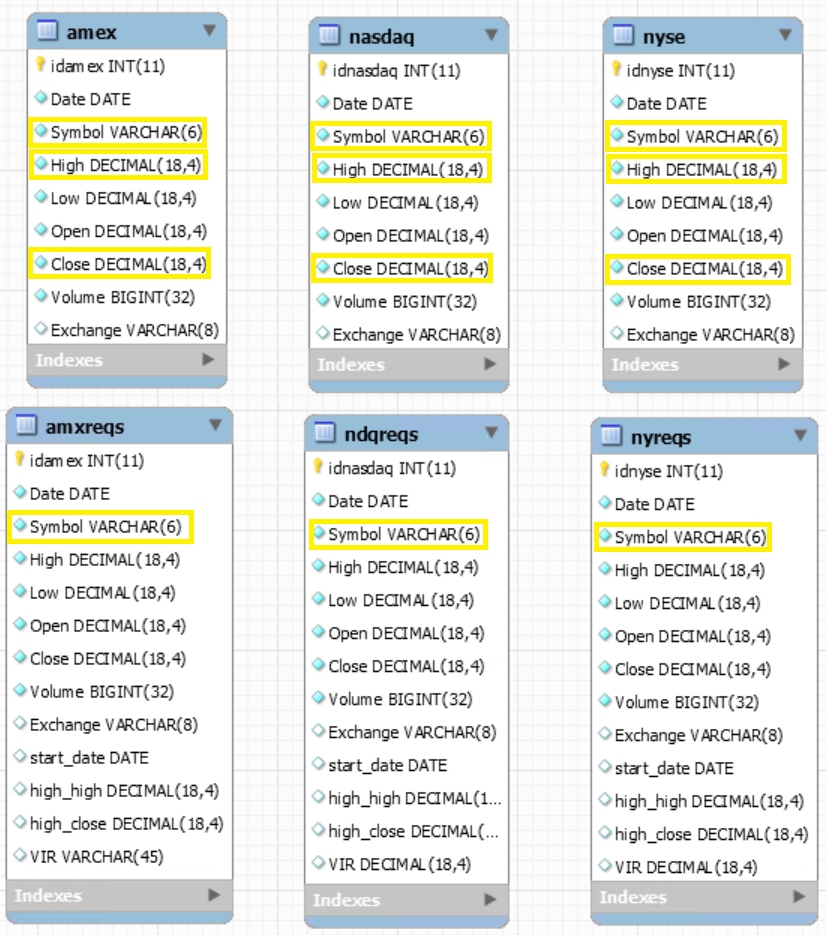 amex
idamex INT(11)
Date DATE
Symbol VARCHAR(6)
High DECIMAL(18,4)
Low DECIMAL(18,4)
Open DECIMAL(18,4)
Close DECIMAL(18,4)
Volume BIGINT(32)
Exchange VARCHAR(8)
Indexes
nasdaq
idnasdaq INT(11)
Date DATE
Symbol VARCHAR(6)
High DECIMAL(18,4)
Low DECIMAL(18,4)
Open DECIMAL(18,4)
Close DECIMAL(18,4)
Volume BIGINT(32)
Exchange VARCHAR(8)
Indexes
nyse
idnyse INT(11)
Date DATE
Symbol VARCHAR(6)
High DECIMAL(18,4)
Low DECIMAL(18,4)
Open DECIMAL(18,4)
Close DECIMAL(18,4)
Volume BIGINT(32)
Exchange VARCHAR(8)
Indexes
amxreqs
idamex INT(11)
Date DATE
Symbol VARCHAR(6)
High DECIMAL(18,4)
Low DECIMAL(18,4)
Open DECIMAL(18,4)
Close DECIMAL(18,4)
Volume BIGINT(32)
Exchange VARCHAR(8)
start_date DATE
high_high DECIMAL(18,4)
high_close DECIMAL(18,4)
VIR VARCHAR(45)
Indexes
ndqreqs
idnasdaq INT(11)
Date DATE
Symbol VARCHAR(6)
High DECIMAL(18,4)
Low DECIMAL(18,4)
Open DECIMAL(18,4)
Close DECIMAL(18,4)
Volume BIGINT(32)
Exchange VARCHAR(8)
start_date DATE
high_high DECIMAL(1...
high_close DECIMAL(...
VIR DECIMAL(18,4)
Indexes
nyreqs
idnyse INT(11)
Date DATE
Symbol VARCHAR(6)
High DECIMAL(18,4)
Low DECIMAL(18,4)
Open DECIMAL(18,4)
Close DECIMAL(18,4)
Volume BIGINT(32)
Exchange VARCHAR(8)
start_date DATE
high_high DECIMAL(18,4)
high_close DECIMAL(18,4)
VIR DECIMAL(18,4)
Indexes